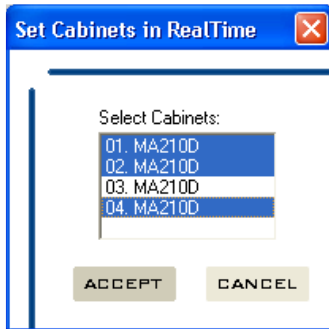 Set Cabinets in RealTime
Select Cabinets:
01. MA210D
02. MA210D
03. MA210D
04. MA210D
ACCEPT CANCEL